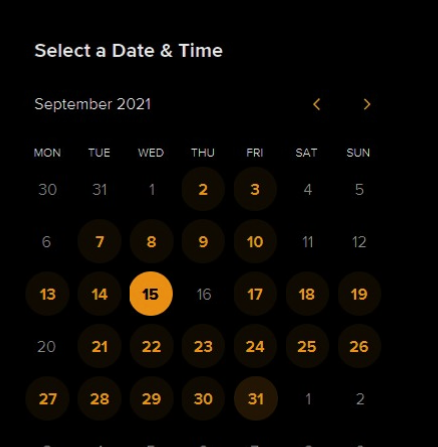 Select a Date & Time
September 2021
MON TUE WED THU FRI SAT SUN
30 31 1 2 3 4 5
6 7 8 9 10 11 12
13 14 15 16 17 18 19
20 21 22 23 24 25 26
27 28 29 30 31 1 2